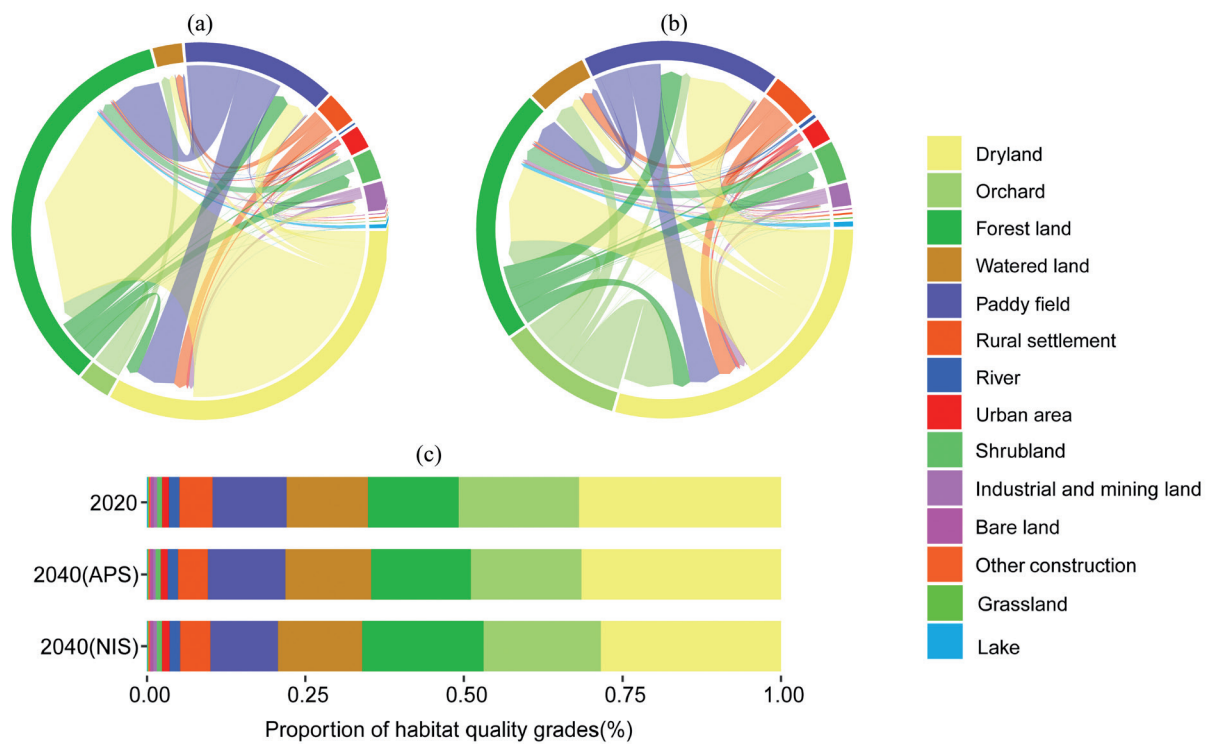 (a)
(b)
Dryland
Orchard
Forest land
Watered land
Paddy field
Rural settlement
River
Urban area
Shrubland
Industrial and mining land
Bare land
Other construction
Grassland
Lake
(c)
2020
2040(APS)
2040(NIS)
0.00 0.25 0.50 0.75 1.00
Proportion of habitat quality grades(%)